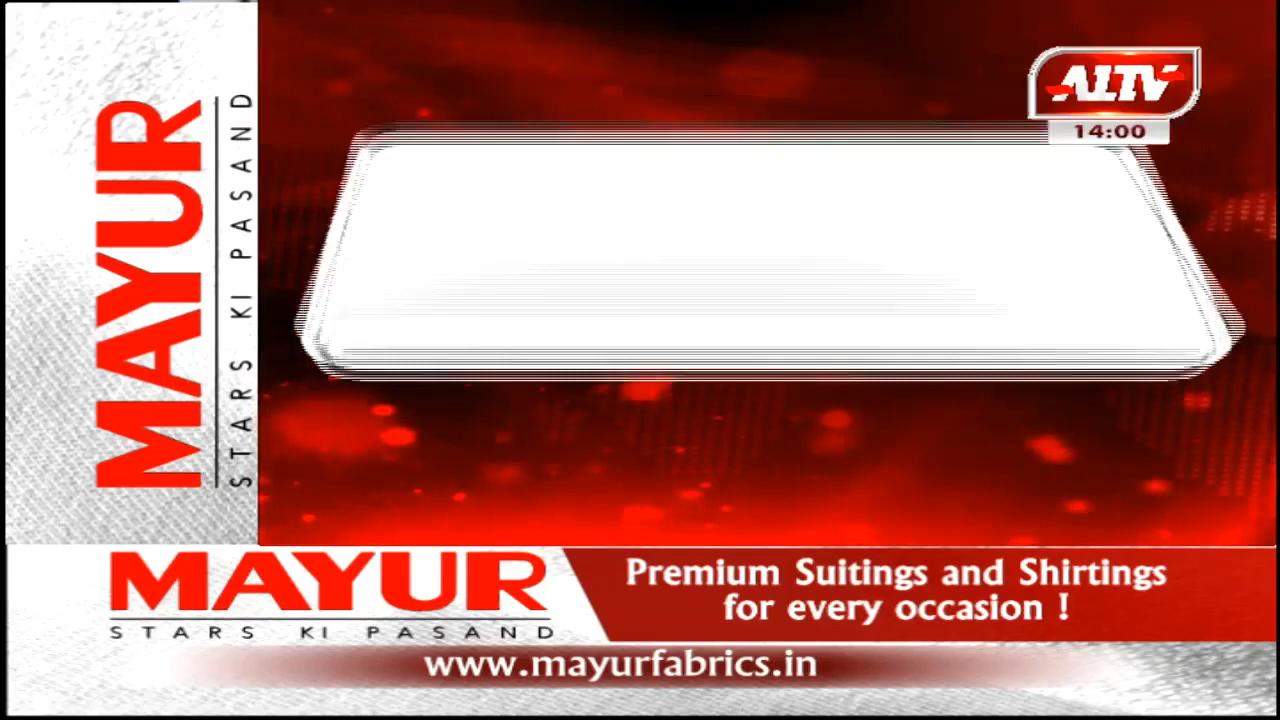 MAYUR
STARS KI PASAND
ALTV
14:00
MAYUR
STARS KI PASAND
Premium Suitings and Shirtings
for every occasion !
www.mayurfabrics.in